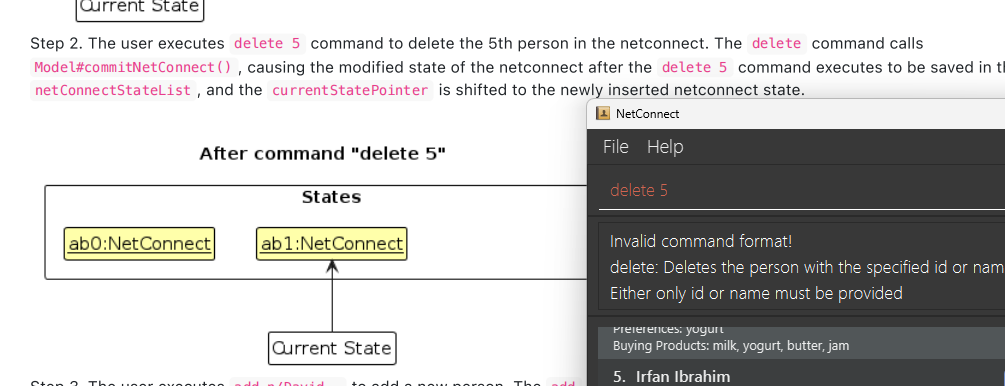 Current State
Step 2. The user executes delete 5 command to delete the 5th person in the netconnect. The delete command calls
Model#commitNetConnect() , causing the modified state of the netconnect after the delete 5 command executes to be saved in
netConnectStateList , and the currentStatePointer is shifted to the newly inserted netconnect state.
After command "delete 5"
States
ab0:NetConnect
ab1:NetConnect
Current State
Step 3. The user executes add n/David to add a new person. The add
NetConnect
File Help
delete 5
Invalid command format!
delete: Deletes the person with the specified id or nam
Either only id or name must be provided
Preferences: yogurt
Buying Products: milk, yogurt, butter, jam
5. Irfan Ibrahim